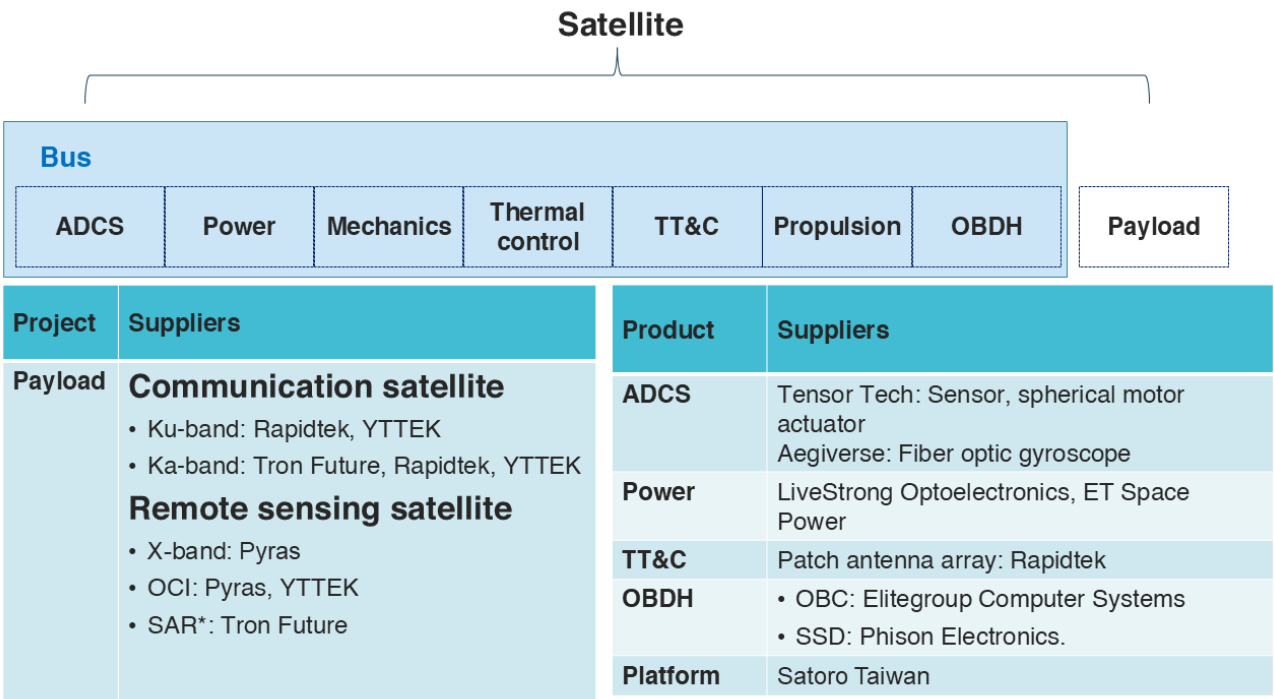 Satellite
Bus
ADCS
Power
Mechanics
Thermal
control
TT&C
Propulsion
OBDH
Payload
Project
Suppliers
Payload
Communication satellite
• Ku-band: Rapidtek, YTTEK
• Ka-band: Tron Future, Rapidtek, YTTEK
Remote sensing satellite
• X-band: Pyras
• OCI: Pyras, YTTEK
• SAR*: Tron Future
Product
Suppliers
ADCS
Tensor Tech: Sensor, spherical motor
actuator
Aegiverse: Fiber optic gyroscope
Power
LiveStrong Optoelectronics, ET Space
Power
TT&C
Patch antenna array: Rapidtek
OBDH
• OBC: Elitegroup Computer Systems
• SSD: Phison Electronics.
Platform
Satoro Taiwan